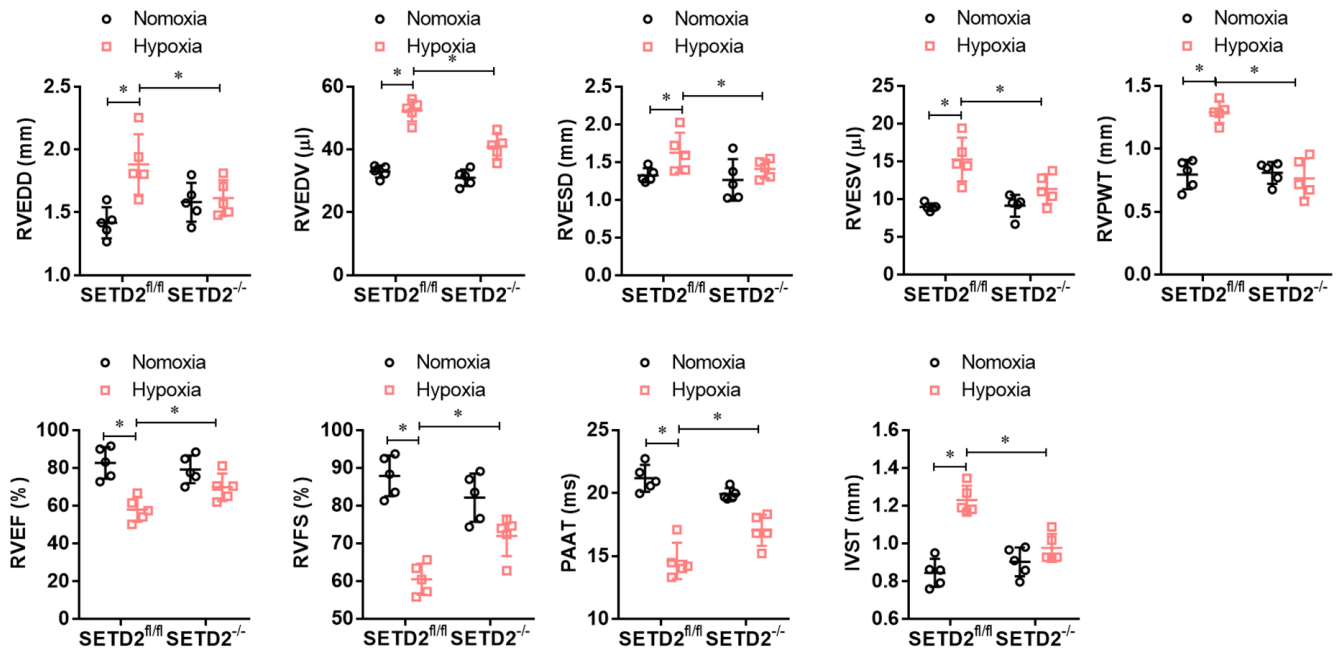 Nomoxia
Hypoxia
*
*
2.5
2.0
1.5
1.0
RVEDD (mm)
SETD2fl/fl SETD2-/-
Nomoxia
Hypoxia
*
*
60
40
20
0
RVEDV (µl)
SETD2fl/fl SETD2-/-
Nomoxia
Hypoxia
*
*
2.5
2.0
1.5
1.0
0.5
0.0
RVESD (mm)
SETD2fl/fl SETD2-/-
Nomoxia
Hypoxia
*
*
25
20
15
10
5
0
RVESV (µl)
SETD2fl/fl SETD2-/-
Nomoxia
Hypoxia
*
*
1.5
1.0
0.5
0.0
RVPWT (mm)
SETD2fl/fl SETD2-/-
Nomoxia
Hypoxia
*
*
100
80
60
40
20
0
RVEF (%)
SETD2fl/fl SETD2-/-
Nomoxia
Hypoxia
*
*
100
90
80
70
60
50
RVFS (%)
SETD2fl/fl SETD2-/-
Nomoxia
Hypoxia
*
*
25
20
15
10
PAAT (ms)
SETD2fl/fl SETD2-/-
Nomoxia
Hypoxia
*
*
1.6
1.4
1.2
1.0
0.8
0.6
IVST (mm)
SETD2fl/fl SETD2-/-